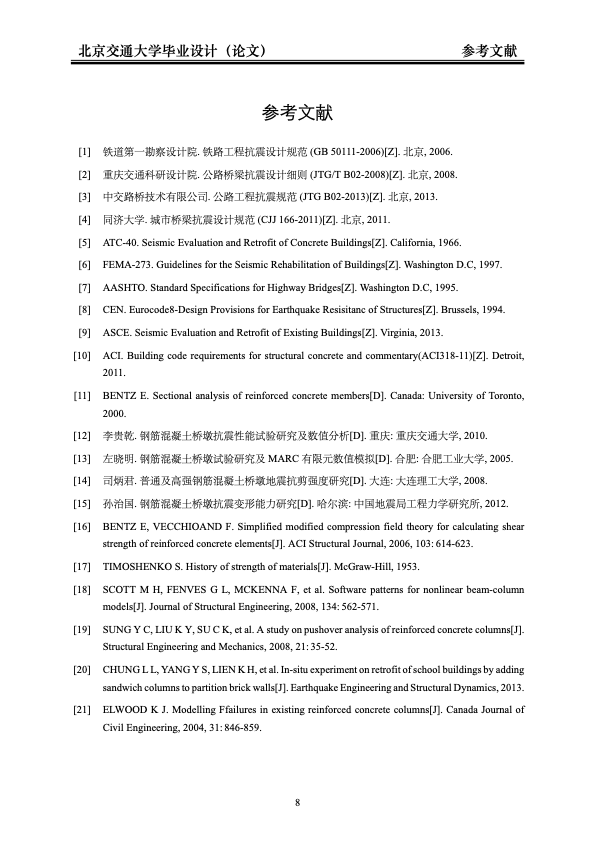 北京交通大学毕业设计（论文）
参考文献
参考文献
[1] 铁道第一勘察设计院. 铁路工程抗震设计规范 (GB 50111-2006)[Z]. 北京, 2006.
[2] 重庆交通科研设计院. 公路桥梁抗震设计细则 (JTG/T B02-2008)[Z]. 北京, 2008.
[3] 中交路桥技术有限公司. 公路工程抗震规范 (JTG B02-2013)[Z]. 北京, 2013.
[4] 同济大学. 城市桥梁抗震设计规范 (CJJ 166-2011)[Z]. 北京, 2011.
[5] ATC-40. Seismic Evaluation and Retrofit of Concrete Buildings[Z]. California, 1966.
[6] FEMA-273. Guidelines for the Seismic Rehabilitation of Buildings[Z]. Washington D.C, 1997.
[7] AASHTO. Standard Specifications for Highway Bridges[Z]. Washington D.C, 1995.
[8] CEN. Eurocode8-Design Provisions for Earthquake Resisitanc of Structures[Z]. Brussels, 1994.
[9] ASCE. Seismic Evaluation and Retrofit of Existing Buildings[Z]. Virginia, 2013.
[10] ACI. Building code requirements for structural concrete and commentary(ACI318-11)[Z]. Detroit,
2011.
[11] BENTZ E. Sectional analysis of reinforced concrete members[D]. Canada: University of Toronto,
2000.
[12] 李贵乾. 钢筋混凝土桥墩抗震性能试验研究及数值分析[D]. 重庆: 重庆交通大学, 2010.
[13] 左晓明. 钢筋混凝土桥墩试验研究及 MARC 有限元数值模拟[D]. 合肥: 合肥工业大学, 2005.
[14] 司炳君. 普通及高强钢筋混凝土桥墩地震抗剪强度研究[D]. 大连: 大连理工大学, 2008.
[15] 孙治国. 钢筋混凝土桥墩抗震变形能力研究[D]. 哈尔滨: 中国地震局工程力学研究所, 2012.
[16] BENTZ E, VECCHIOAND F. Simplified modified compression field theory for calculating shear
strength of reinforced concrete elements[J]. ACI Structural Journal, 2006, 103: 614-623.
[17] TIMOSHENKO S. History of strength of materials[J]. McGraw-Hill, 1953.
[18] SCOTT M H, FENVES G L, MCKENNA F, et al. Software patterns for nonlinear beam-column
models[J]. Journal of Structural Engineering, 2008, 134: 562-571.
[19] SUNG Y C, LIU K Y, SU C K, et al. A study on pushover analysis of reinforced concrete columns[J].
Structural Engineering and Mechanics, 2008, 21: 35-52.
[20] CHUNG L L, YANG Y S, LIEN K H, et al. In-situ experiment on retrofit of school buildings by adding
sandwich columns to partition brick walls[J]. Earthquake Engineering and Structural Dynamics, 2013.
[21] ELWOOD K J. Modelling Ffailures in existing reinforced concrete columns[J]. Canada Journal of
Civil Engineering, 2004, 31: 846-859.
8